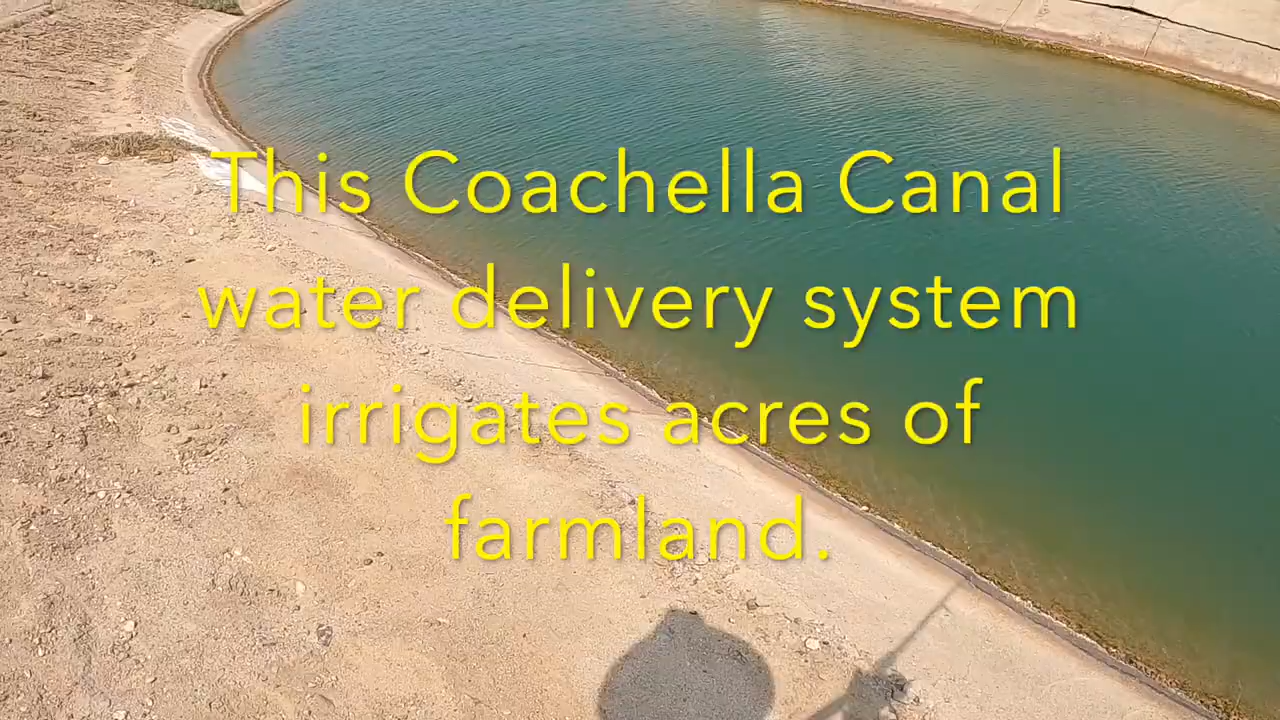 This Coachella Canal
water delivery system
irrigates acres of
farmland.